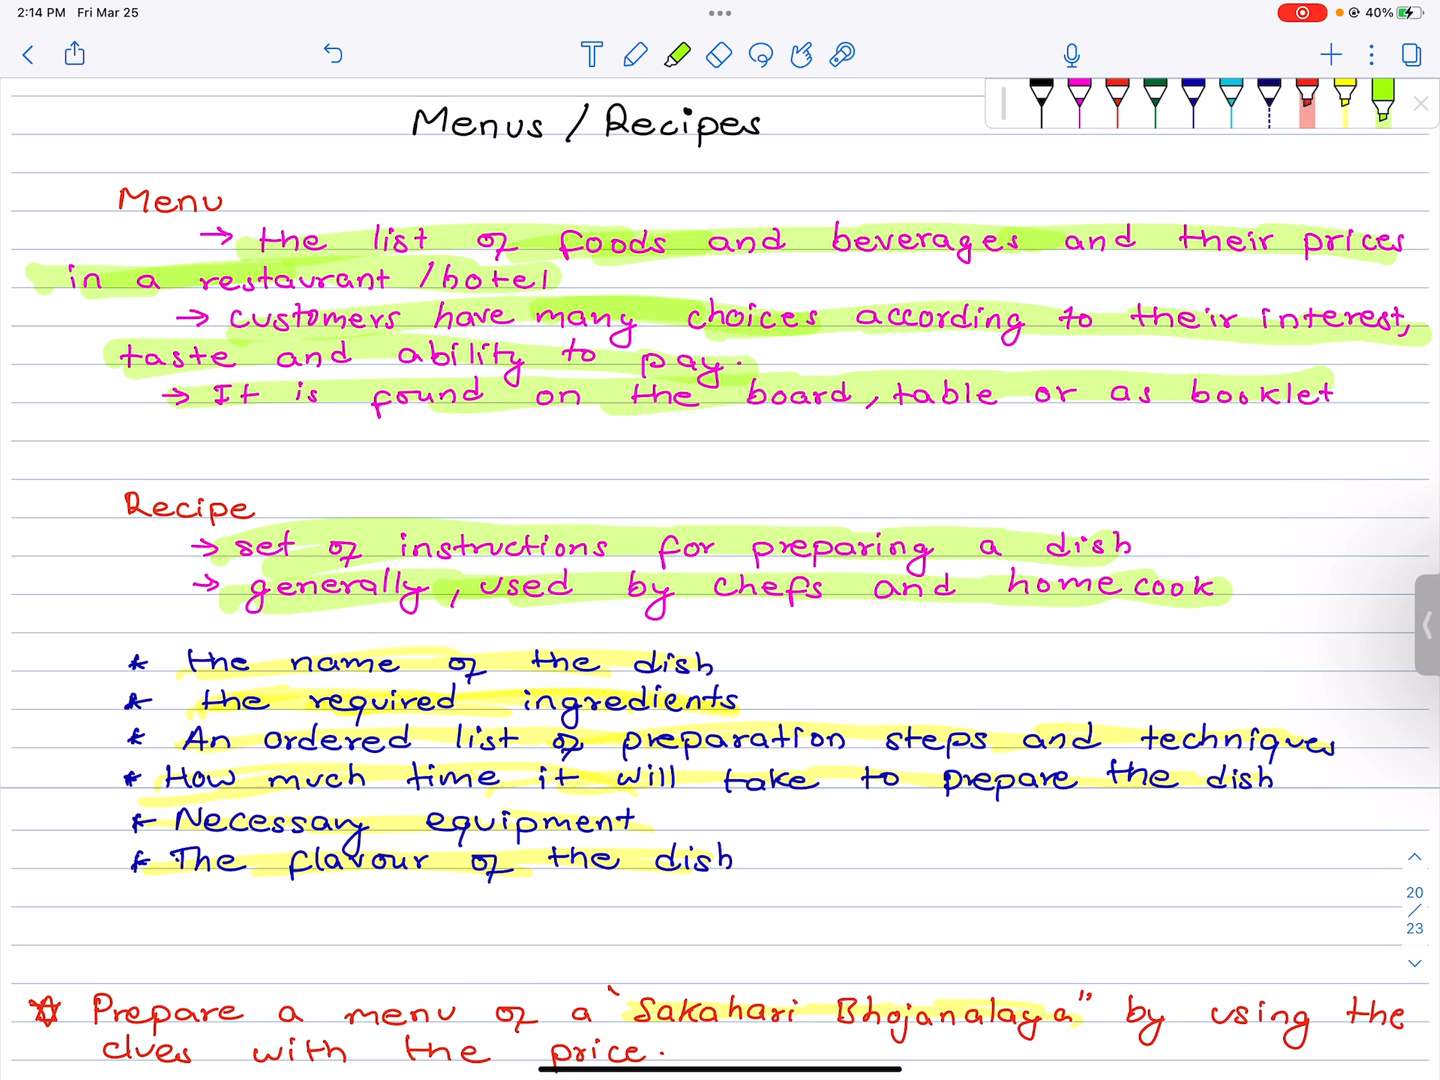 2:14 PM Fri Mar 25
40%
Menus / Recipes
Menu
→ the list of foods and beverages and their prices
in a restaurant / hotel
→ customers have many choices according to their interest,
taste and ability to pay.
→ It is found on the board, table or as booklet
Recipe
→ set of instructions for preparing a dish
→ generally, used by chefs and home cook
* the name of the dish
* the required ingredients
* An ordered list of preparation steps and techniques
* How much time it will take to prepare the dish
* Necessary equipment
* The flavour of the dish
20
/
23
☆ Prepare a menu of a `Sakahari Bhojanalaya" by using the
clues with the price.